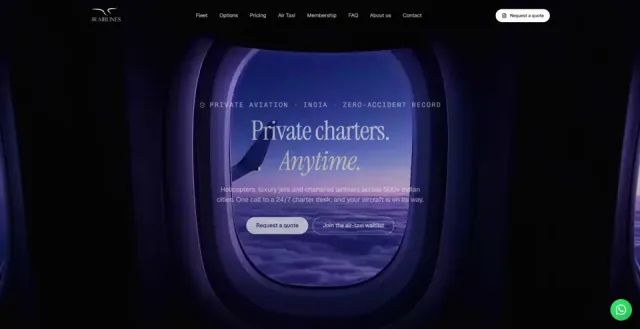 JR AIRLINES
Fleet
Options
Pricing
Air Taxi
Membership
FAQ
About us
Contact
Request a quote
PRIVATE AVIATION · INDIA · ZERO-ACCIDENT RECORD
Private charters.
Anytime.
Helicopters, luxury jets and chartered airliners across 500+ Indian
cities. One call to a 24/7 charter desk, and your aircraft is on its way.
Request a quote
Join the air-taxi waitlist